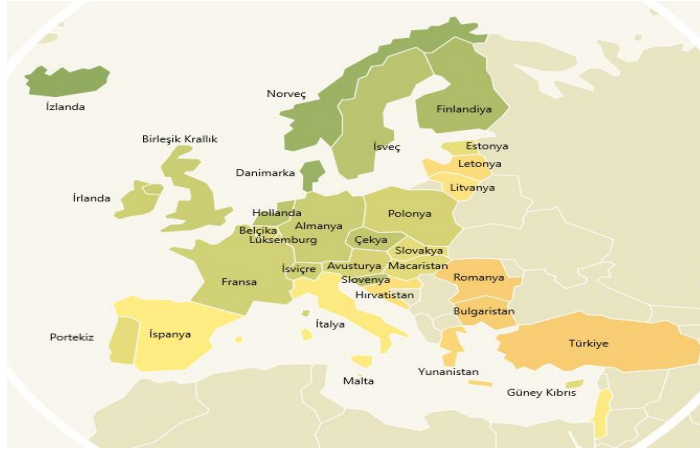 İzlanda
Norveç
Finlandiya
Birleşik Krallık
İsveç
Estonya
Letonya
Danimarka
Litvanya
İrlanda
Hollanda
Polonya
Almanya
Belçika
Lüksemburg
Çekya
Slovakya
İsviçre
Avusturya
Macaristan
Fransa
Slovenya
Romanya
Hırvatistan
Bulgaristan
İtalya
Portekiz
İspanya
Türkiye
Yunanistan
Malta
Güney Kıbrıs